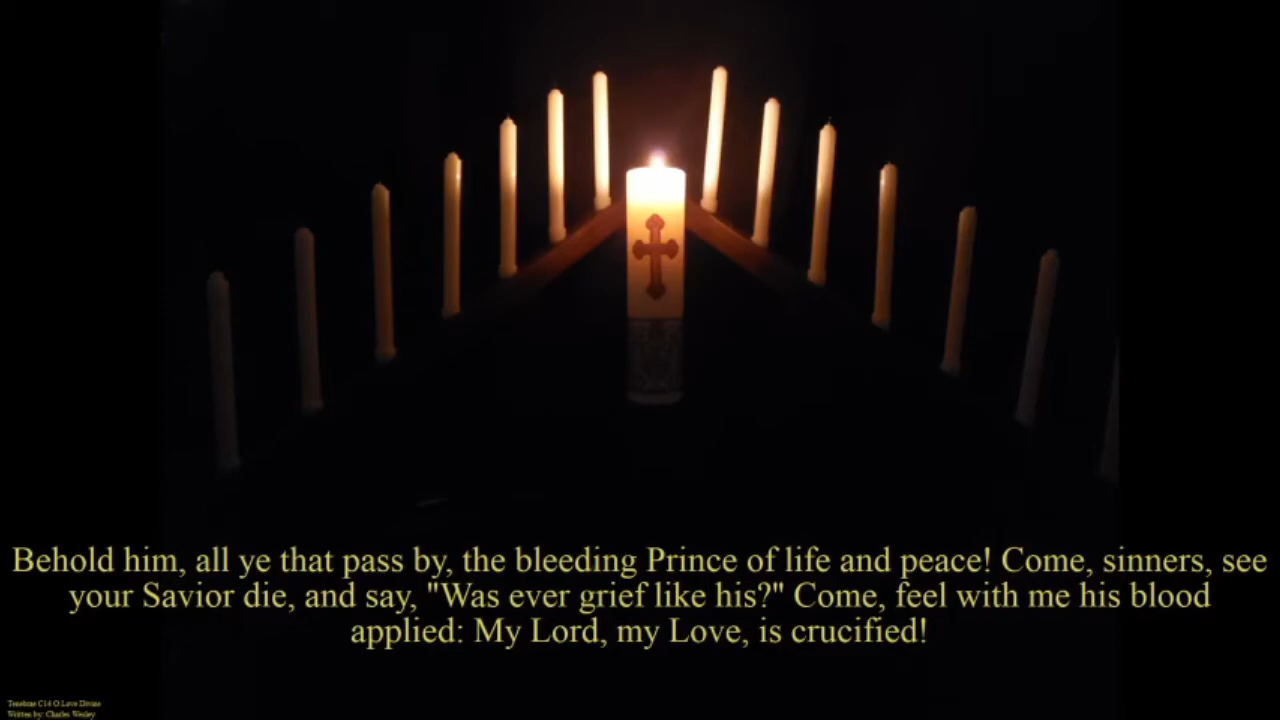 Behold him, all ye that pass by, the bleeding Prince of life and peace! Come, sinners, see
your Savior die, and say, "Was ever grief like his?" Come, feel with me his blood
applied: My Lord, my Love, is crucified!
Tenebrae C14 O Love Divine
Written by: Charles Wesley